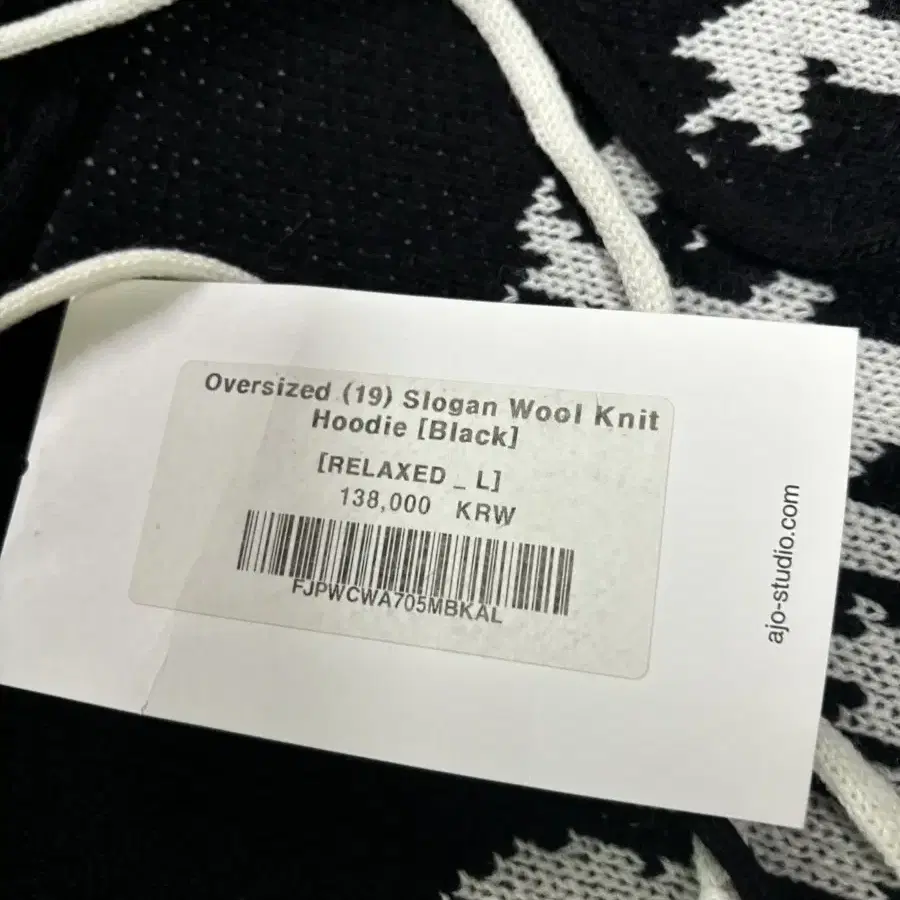 Oversized (19) Slogan Wool Knit
Hoodie [Black]
[RELAXED _ L]
138,000 KRW
FJPWCWA705MBKAL
ajo-studio.com